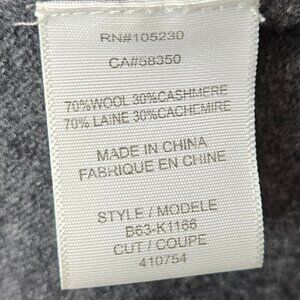 RN#105230
CA#58350
70%WOOL 30%CASHMERE
70% LAINE 30%CACHEMIRE
MADE IN CHINA
FABRIQUE EN CHINE
STYLE / MODELE
B63-K1166
CUT / COUPE
410754